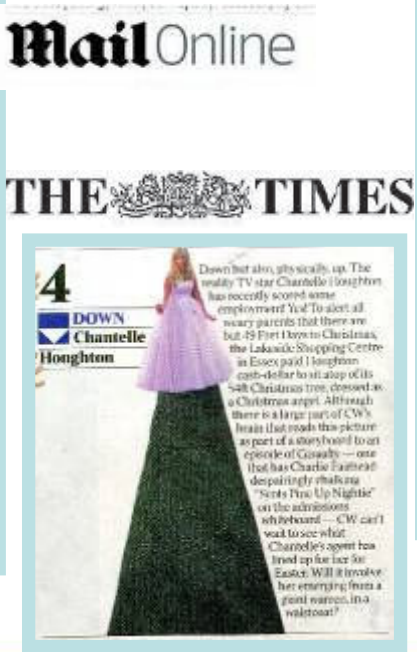 Mail Online
THE TIMES
4
DOWN
Chantelle
Houghton
Down but also, physically, up. The
reality TV star Chantelle Houghton
has recently scored some
employment! Yes! To alert all
weary parents that there are
but 49 Days to Christmas,
the Lakeside Shopping Centre
in Essex paid Houghton
cash-dollar to sit atop of its
54ft Christmas tree, dressed as
a Christmas angel. Although
there is a large part of CW's
brain that reads this picture
as part of a storyboard to an
episode of Casualty — one
that has Charlie Fairhead
despairingly chalking
Up Nightie"
on the admissions
whiteboard — CW can't
wait to see what
Chantelle's agent has
lined up for her for
Easter. Will it involve
her emerging from a
giant warren, in a
waistcoat?